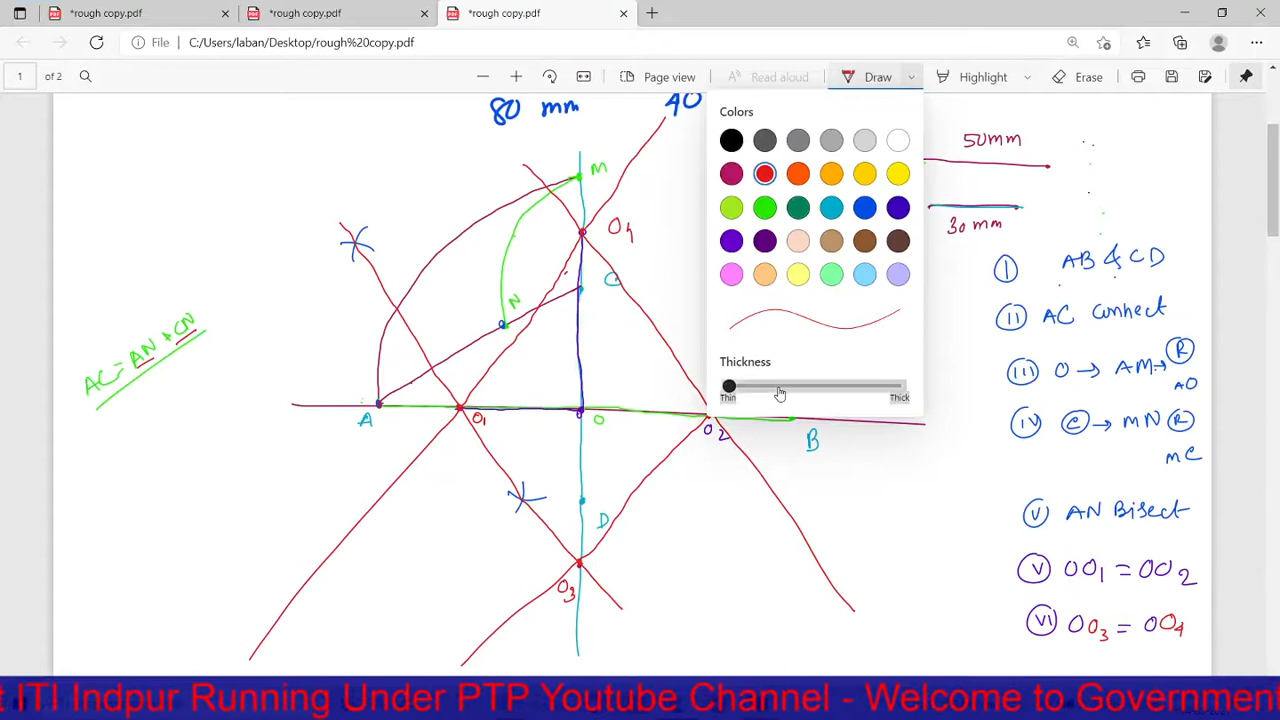 *rough copy.pdf
*rough copy.pdf
*rough copy.pdf
File
C:/Users/laban/Desktop/rough%20copy.pdf
1
of 2
Page view
Read aloud
Draw
Highlight
Erase
80 mm
40
Colors
Thickness
Thin
Thick
50mm
30mm
M
O4
C
N
AC = AN + CN
A
O1
O
O2
B
D
O3
I AB & CD
II AC Connect
III O → AM → R
AO
IV C → MN R
MC
V AN Bisect
V OO1 = OO2
VI OO3 = OO4
t ITI Indpur Running Under PTP Youtube Channel - Welcome to Government